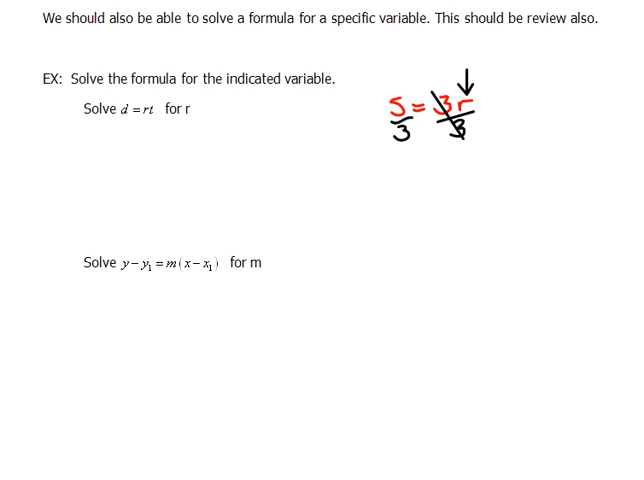 We should also be able to solve a formula for a specific variable. This should be review also.
EX: Solve the formula for the indicated variable.
Solve d = rt for r
5 = 3r
3 3
Solve y − y₁ = m(x − x₁) for m